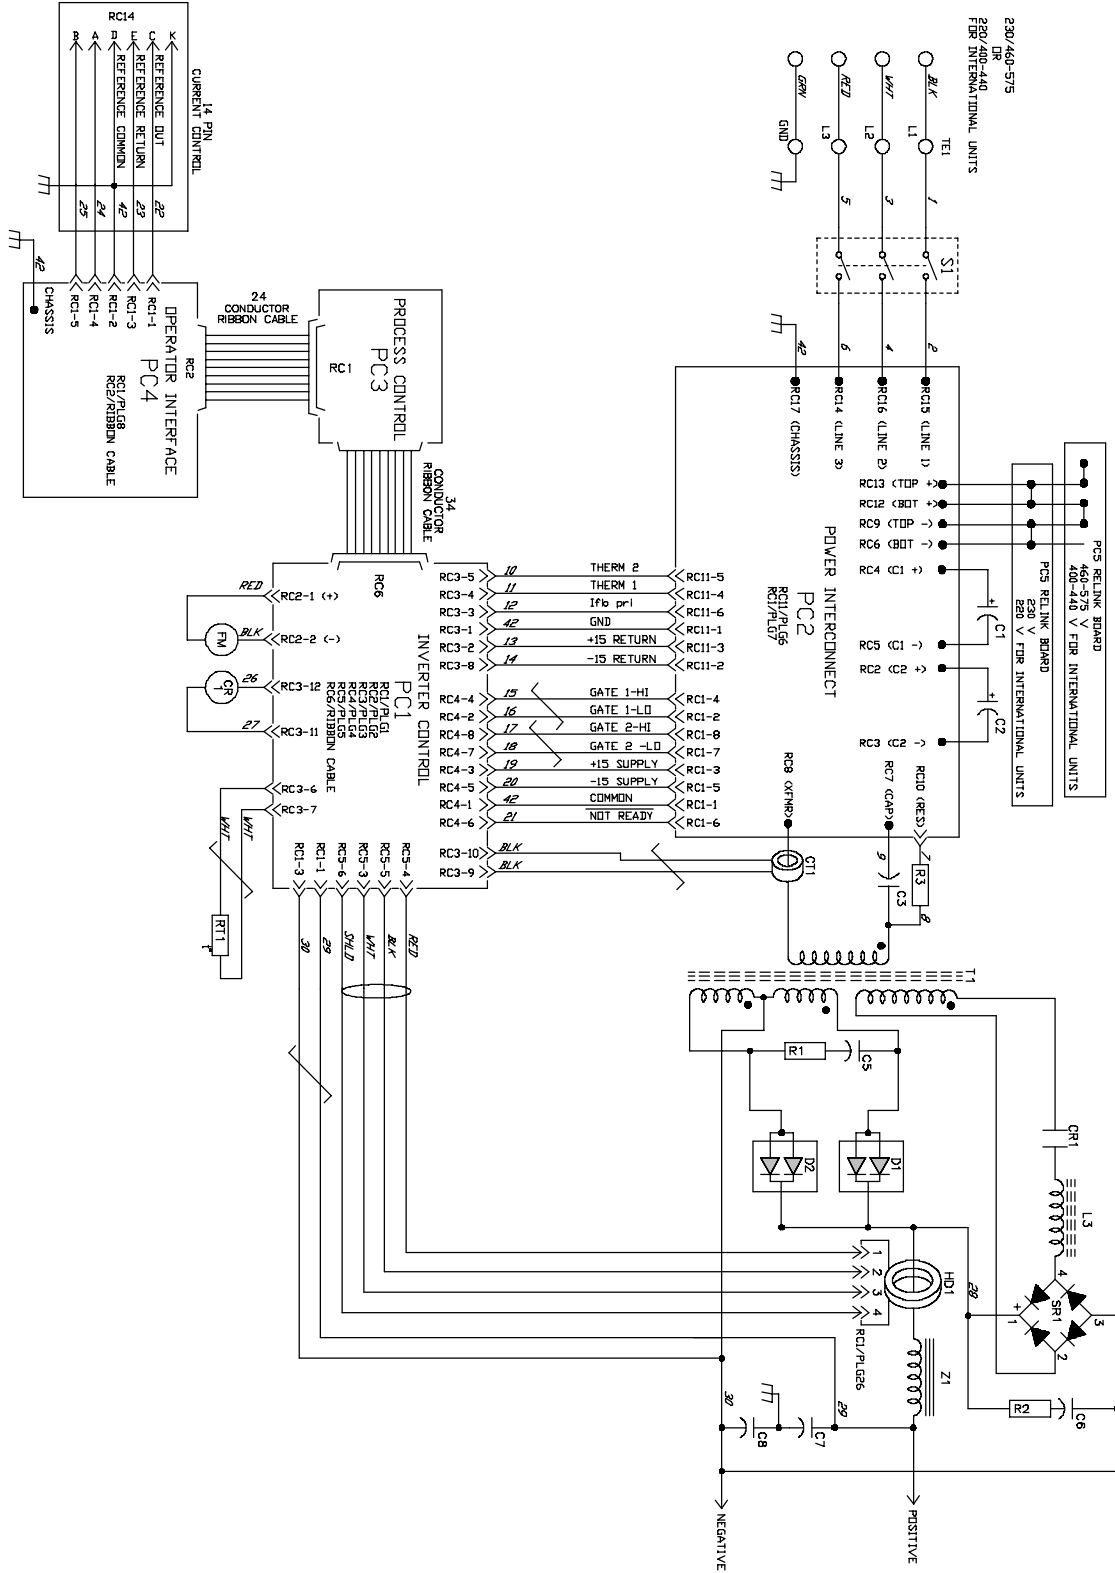 230/460-575
OR
220/400-440
FOR INTERNATIONAL UNITS
BLK
WHT
RED
GRN
TE1
L1
L2
L3
GND
1
3
5
S1
2
4
6
42
RC15 (LINE 1)
RC16 (LINE 2)
RC14 (LINE 3)
RC17 (CHASSIS)
PC5 RELINK BOARD
460-575 V
400-440 V FOR INTERNATIONAL UNITS
PC5 RELINK BOARD
230 V
220 V FOR INTERNATIONAL UNITS
RC13 (TOP +)
RC12 (BOT +)
RC9 (TOP -)
RC6 (BOT -)
RC4 (C1 +)
RC5 (C1 -)
RC2 (C2 +)
RC3 (C2 -)
+
C1
+
C2
POWER INTERCONNECT
PC2
RC11/PLG6
RC1/PLG7
RC8 (XFMR)
RC7 (CAP)
RC10 (RES)
RC11-5
RC11-4
RC11-6
RC11-1
RC11-3
RC11-2
RC1-4
RC1-2
RC1-8
RC1-7
RC1-3
RC1-5
RC1-1
RC1-6
10 THERM 2
11 THERM 1
12 Ifb pri
42 GND
13 +15 RETURN
14 -15 RETURN
15 GATE 1-HI
16 GATE 1-LO
17 GATE 2-HI
18 GATE 2 -LO
19 +15 SUPPLY
20 -15 SUPPLY
42 COMMON
21 NOT READY
BLK
BLK
RC3-5
RC3-4
RC3-3
RC3-1
RC3-2
RC3-8
RC4-4
RC4-2
RC4-8
RC4-7
RC4-3
RC4-5
RC4-1
RC4-6
RC3-10
RC3-9
INVERTER CONTROL
PC1
RC1/PLG1
RC2/PLG2
RC3/PLG3
RC4/PLG4
RC5/PLG5
RC6/RIBBON CABLE
RC6
RC2-1 (+)
RC2-2 (-)
RC3-12
RC3-11
RC3-6
RC3-7
RED
BLK
FM
26
27
CR
1
WHT
WHT
RT1
t°
RC5-4
RC5-5
RC5-3
RC5-6
RC1-1
RC1-3
RED
BLK
WHT
SHLD
29
30
34
CONDUCTOR
RIBBON CABLE
PROCESS CONTROL
PC3
RC1
24
CONDUCTOR
RIBBON CABLE
RC2
OPERATOR INTERFACE
PC4
RC1/PLG8
RC2/RIBBON CABLE
RC1-1
RC1-3
RC1-2
RC1-4
RC1-5
CHASSIS
42
22
23
42
24
25
14 PIN
CURRENT CONTROL
RC14
K
C
E
D
A
B
REFERENCE OUT
REFERENCE RETURN
REFERENCE COMMON
CT1
9
C3
7
R3
8
T1
R1
C5
D1
D2
CR1
L3
4
3
2
1
+
SR1
28
HD1
1
2
3
4
RC1/PLG26
Z1
R2
C6
29
30
C7
C8
POSITIVE
NEGATIVE